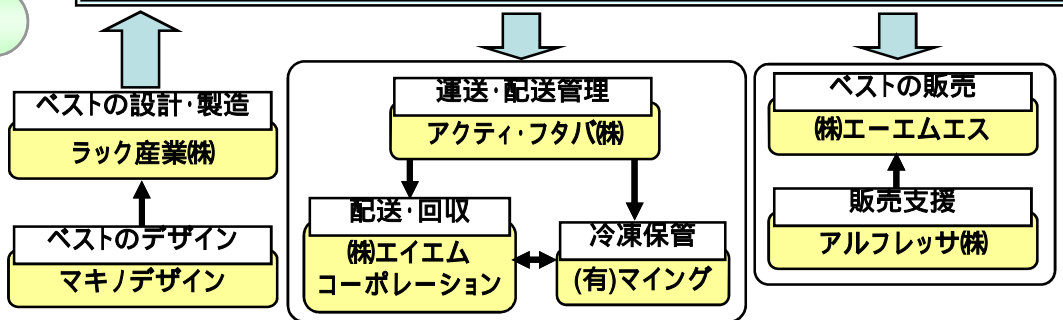 ベストの設計・製造
ラック産業㈱
ベストのデザイン
マキノデザイン
運送・配送管理
アクティ・フタバ㈱
配送・回収
㈱エイエム
コーポレーション
冷凍保管
(有)マイング
ベストの販売
㈱エーエムエス
販売支援
アルフレッサ㈱